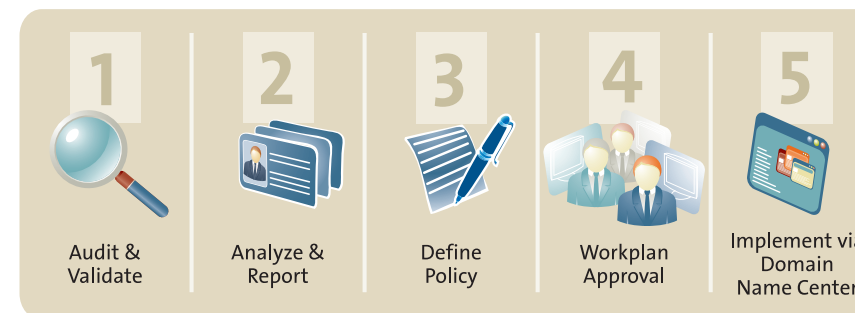 1
Audit &
Validate
2
Analyze &
Report
3
Define
Policy
4
Workplan
Approval
5
Implement via
Domain
Name Center